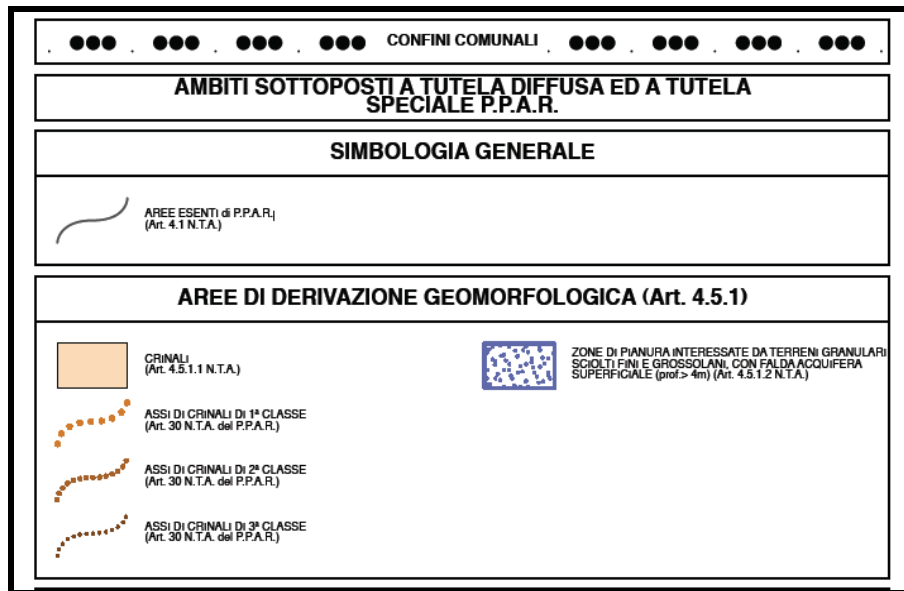 CONFINI COMUNALI
AMBITI SOTTOPOSTI A TUTELA DIFFUSA ED A TUTELA
SPECIALE P.P.A.R.
SIMBOLOGIA GENERALE
AREE ESENTI di P.P.A.R.
(Art. 4.1 N.T.A.)
AREE DI DERIVAZIONE GEOMORFOLOGICA (Art. 4.5.1)
CRINALI
(Art. 4.5.1.1 N.T.A.)
ASSI DI CRINALI DI 1ª CLASSE
(Art. 30 N.T.A. del P.P.A.R.)
ASSI DI CRINALI DI 2ª CLASSE
(Art. 30 N.T.A. del P.P.A.R.)
ASSI DI CRINALI DI 3ª CLASSE
(Art. 30 N.T.A. del P.P.A.R.)
ZONE DI PIANURA INTERESSATE DA TERRENI GRANULARI
SCIOLTI FINI E GROSSOLANI, CON FALDA ACQUIFERA
SUPERFICIALE (prof.> 4m) (Art. 4.5.1.2 N.T.A.)